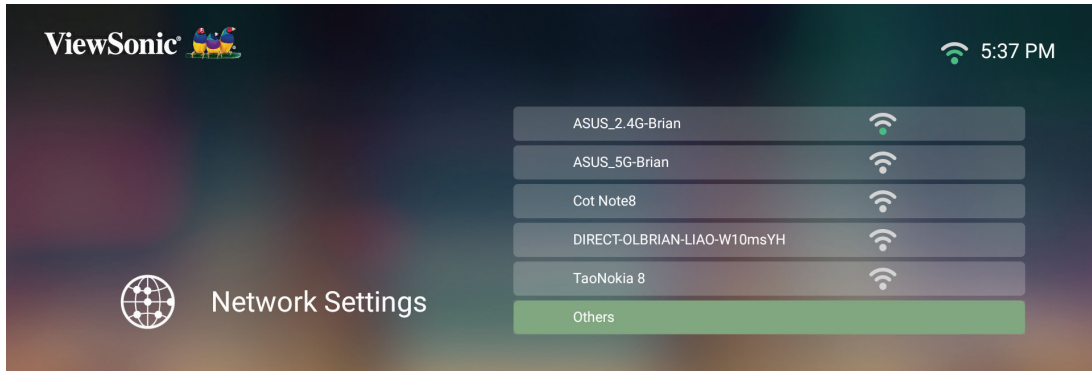 ViewSonic®
5:37 PM
ASUS_2.4G-Brian
ASUS_5G-Brian
Cot Note8
DIRECT-OLBRIAN-LIAO-W10msYH
TaoNokia 8
Network Settings
Others